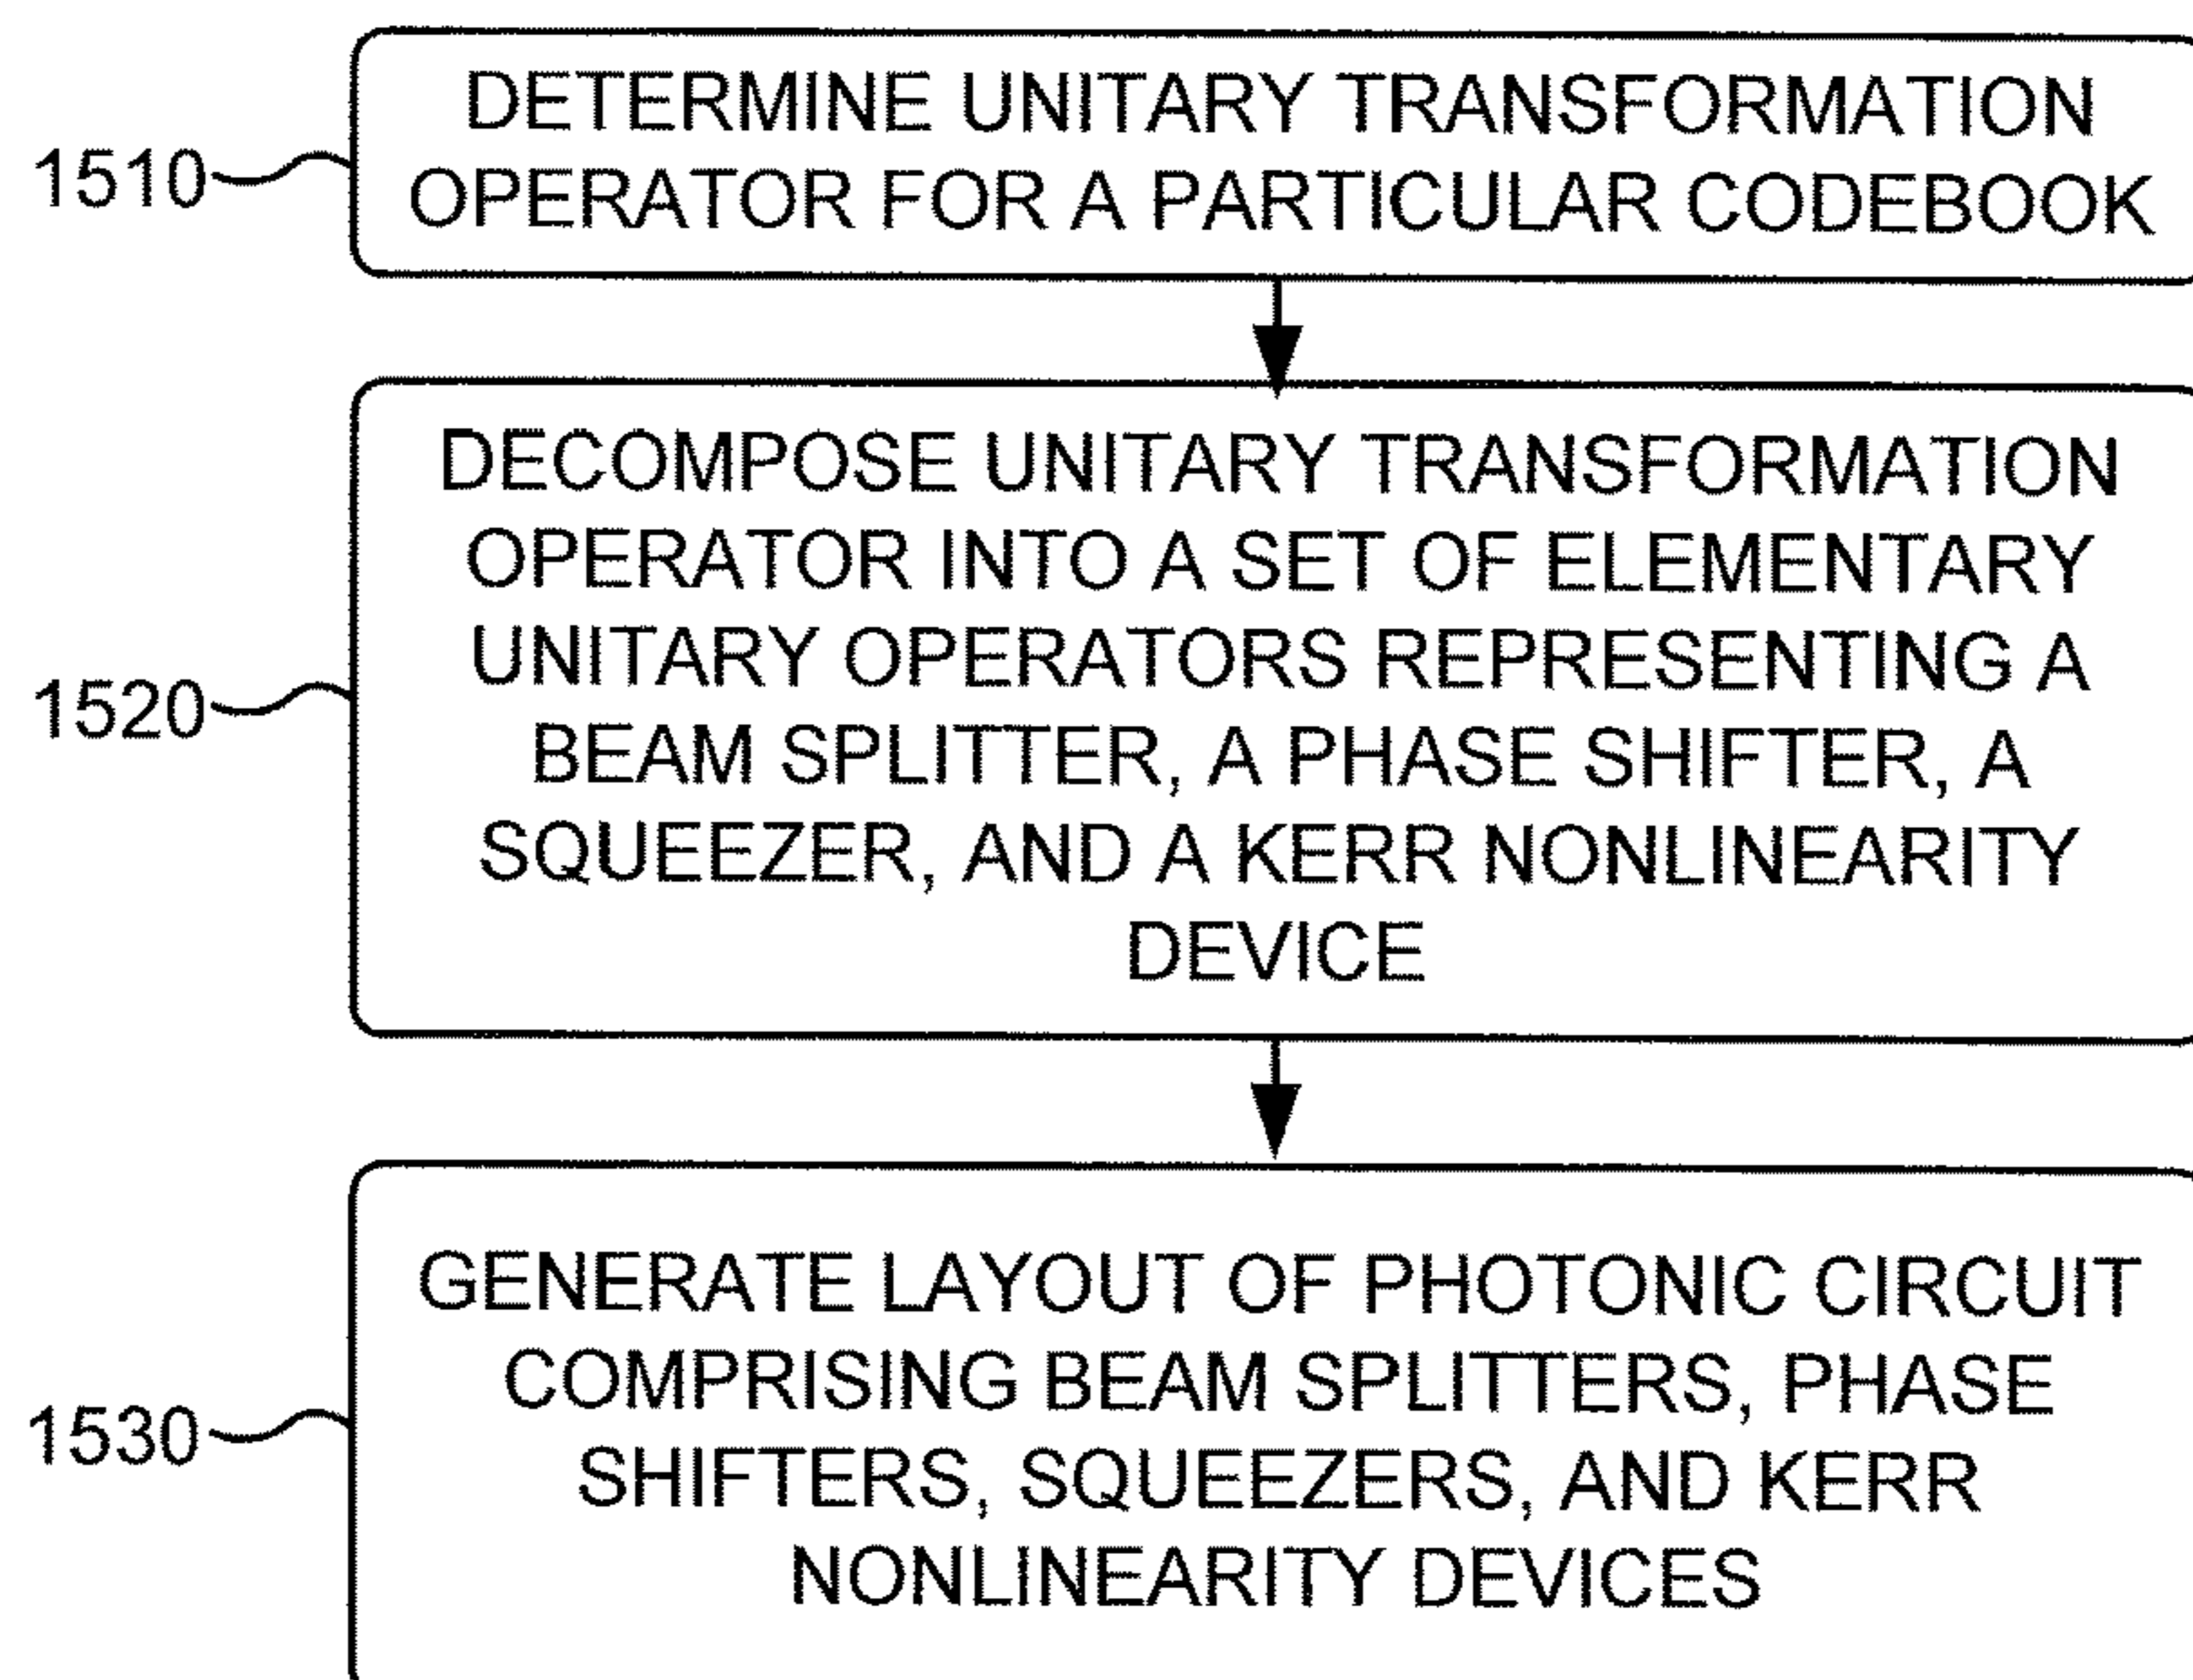 1510
DETERMINE UNITARY TRANSFORMATION
OPERATOR FOR A PARTICULAR CODEBOOK
1520
DECOMPOSE UNITARY TRANSFORMATION
OPERATOR INTO A SET OF ELEMENTARY
UNITARY OPERATORS REPRESENTING A
BEAM SPLITTER, A PHASE SHIFTER, A
SQUEEZER, AND A KERR NONLINEARITY
DEVICE
1530
GENERATE LAYOUT OF PHOTONIC CIRCUIT
COMPRISING BEAM SPLITTERS, PHASE
SHIFTERS, SQUEEZERS, AND KERR
NONLINEARITY DEVICES